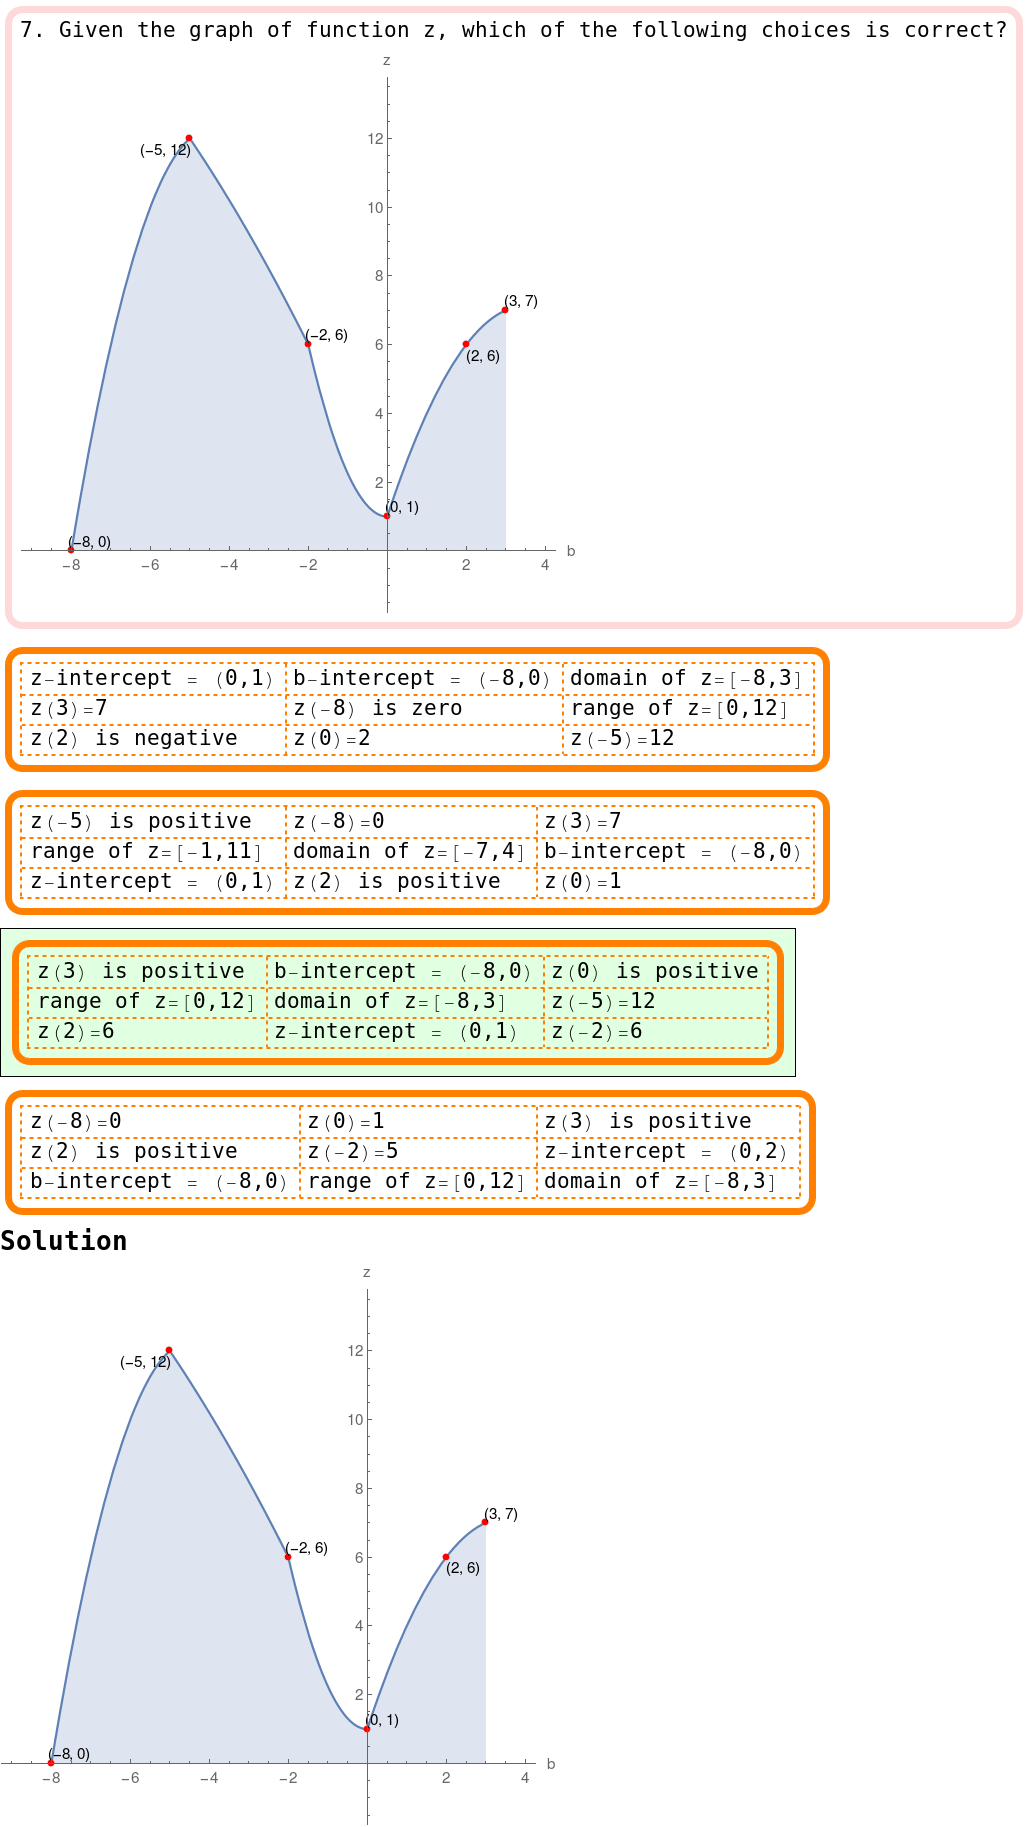 7. Given the graph of function z, which of the following choices is correct?
z
12
(−5, 12)
10
8
(3, 7)
(−2, 6)
6
(2, 6)
4
2
(0, 1)
(−8, 0)
b
−8 −6 −4 −2 2 4
z-intercept = (0,1) b-intercept = (-8,0) domain of z=[-8,3]
z(3)=7 z(-8) is zero range of z=[0,12]
z(2) is negative z(0)=2 z(-5)=12
z(-5) is positive z(-8)=0 z(3)=7
range of z=[-1,11] domain of z=[-7,4] b-intercept = (-8,0)
z-intercept = (0,1) z(2) is positive z(0)=1
z(3) is positive b-intercept = (-8,0) z(0) is positive
range of z=[0,12] domain of z=[-8,3] z(-5)=12
z(2)=6 z-intercept = (0,1) z(-2)=6
z(-8)=0 z(0)=1 z(3) is positive
z(2) is positive z(-2)=5 z-intercept = (0,2)
b-intercept = (-8,0) range of z=[0,12] domain of z=[-8,3]
Solution
z
12
(−5, 12)
10
8
(3, 7)
(−2, 6)
6
(2, 6)
4
2
(0, 1)
(−8, 0)
b
−8 −6 −4 −2 2 4